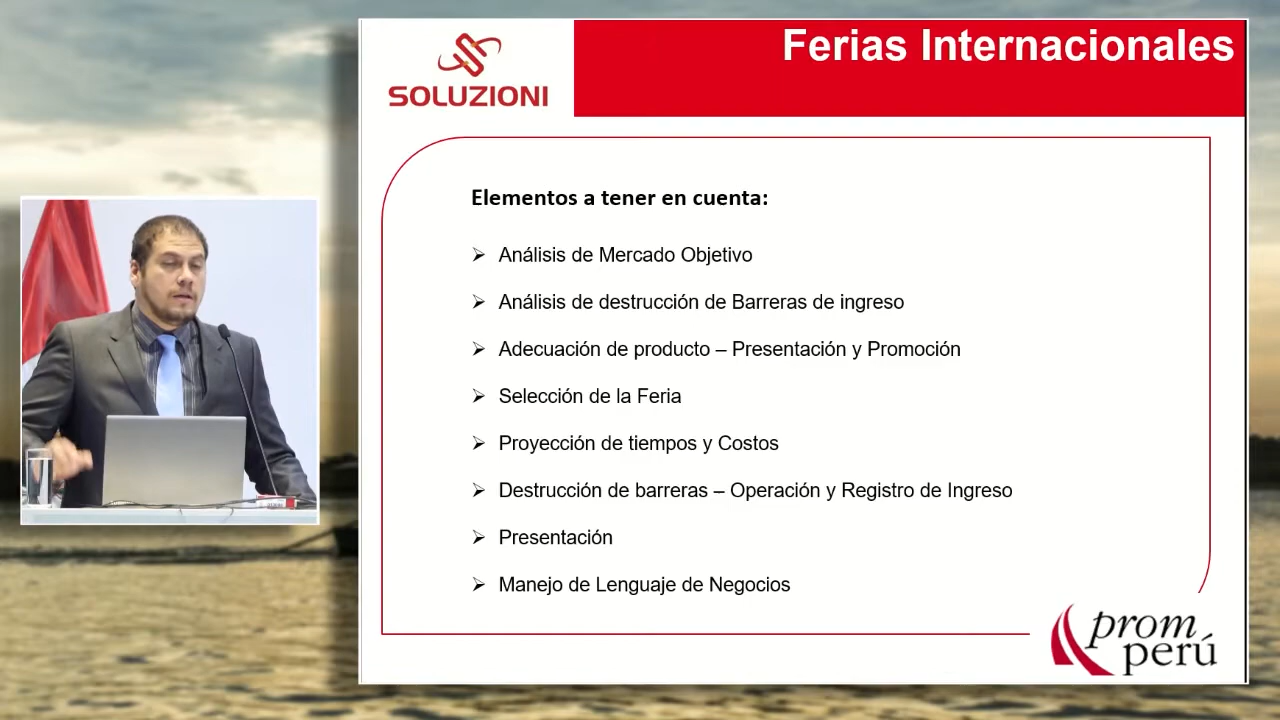 SOLUZIONI
Ferias Internacionales
Elementos a tener en cuenta:
Análisis de Mercado Objetivo
Análisis de destrucción de Barreras de ingreso
Adecuación de producto – Presentación y Promoción
Selección de la Feria
Proyección de tiempos y Costos
Destrucción de barreras – Operación y Registro de Ingreso
Presentación
Manejo de Lenguaje de Negocios
prom
perú